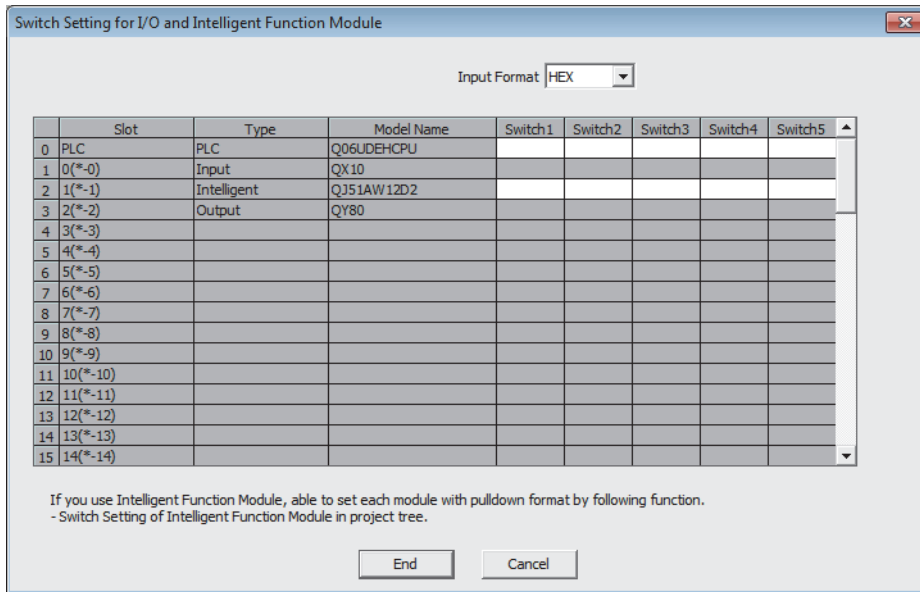 Switch Setting for I/O and Intelligent Function Module
Input Format HEX
Slot Type Model Name Switch1 Switch2 Switch3 Switch4 Switch5
0 PLC PLC Q06UDEHCPU
1 0(*-0) Input QX10
2 1(*-1) Intelligent QJ51AW12D2
3 2(*-2) Output QY80
4 3(*-3)
5 4(*-4)
6 5(*-5)
7 6(*-6)
8 7(*-7)
9 8(*-8)
10 9(*-9)
11 10(*-10)
12 11(*-11)
13 12(*-12)
14 13(*-13)
15 14(*-14)
If you use Intelligent Function Module, able to set each module with pulldown format by following function.
- Switch Setting of Intelligent Function Module in project tree.
End Cancel